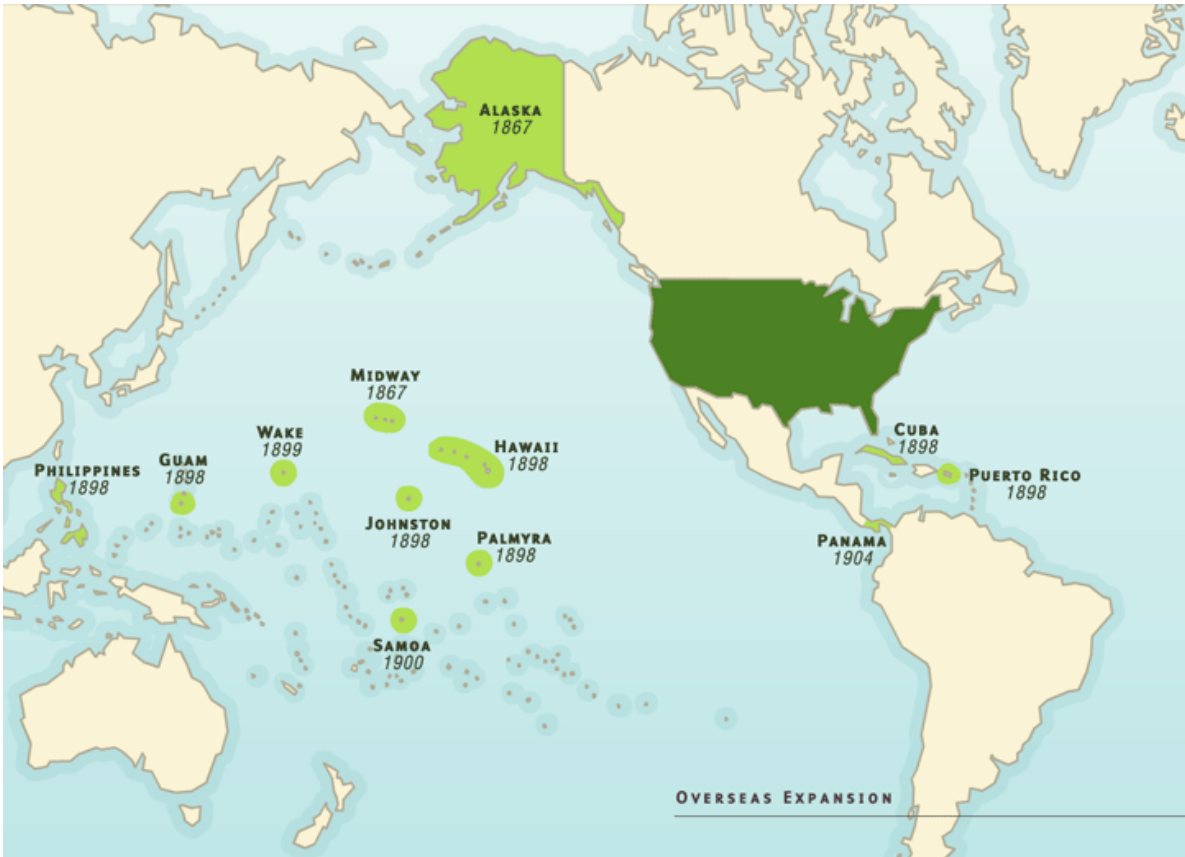 ALASKA
1867
MIDWAY
1867
WAKE
1899
HAWAII
1898
CUBA
1898
PHILIPPINES
1898
GUAM
1898
PUERTO RICO
1898
JOHNSTON
1898
PALMYRA
1898
PANAMA
1904
SAMOA
1900
OVERSEAS EXPANSION